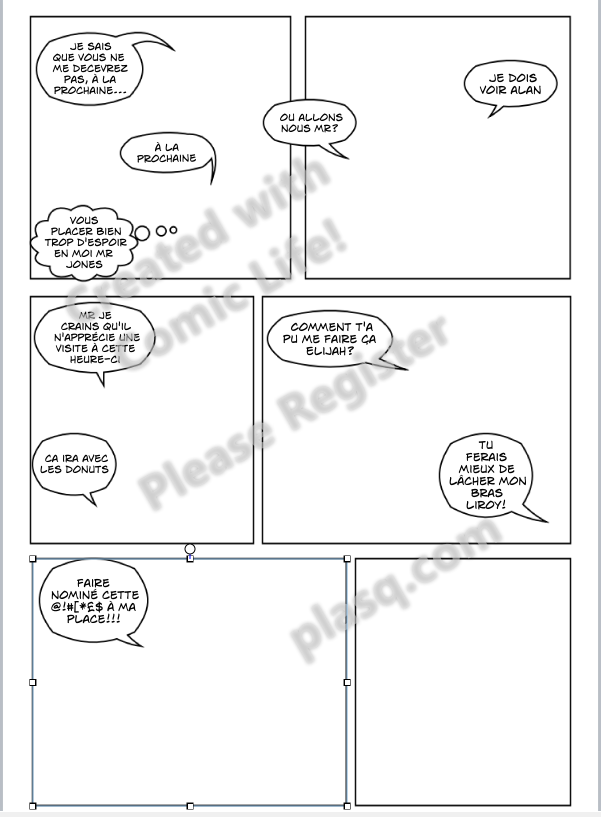 JE SAIS
QUE VOUS NE
ME DECEVREZ
PAS, À LA
PROCHAINE...
À LA
PROCHAINE
VOUS
PLACER BIEN
TROP D'ESPOIR
EN MOI MR
JONES
OU ALLONS
NOUS MR?
JE DOIS
VOIR ALAN
MR JE
CRAINS QU'IL
N'APPRÉCIE UNE
VISITE À CETTE
HEURE-CI
CA IRA AVEC
LES DONUTS
COMMENT T'A
PU ME FAIRE ÇA
ELIJAH?
TU
FERAIS
MIEUX DE
LÂCHER MON
BRAS
LIROY!
FAIRE
NOMINÉ CETTE
@!#[*£$ À MA
PLACE!!!
Created with
Comic Life!
Please Register
plasq.com